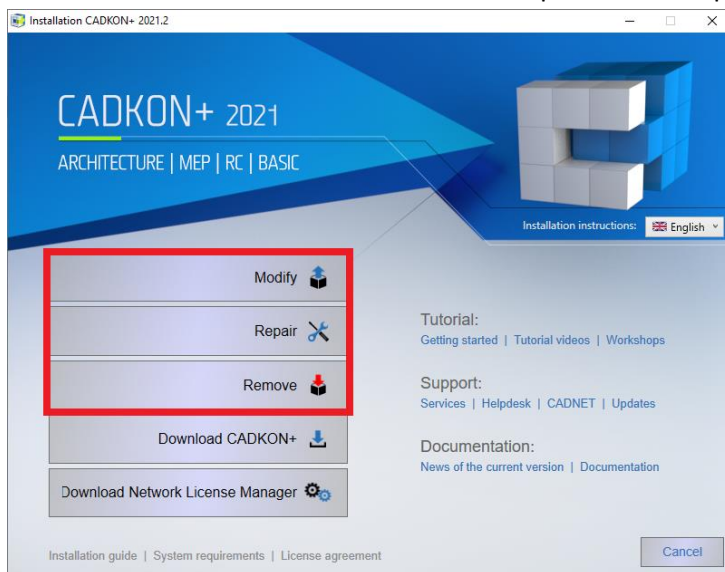 Installation CADKON+ 2021.2
CADKON+ 2021
ARCHITECTURE | MEP | RC | BASIC
Installation instructions: English
Modify
Repair
Remove
Download CADKON+
Download Network License Manager
Tutorial:
Getting started | Tutorial videos | Workshops
Support:
Services | Helpdesk | CADNET | Updates
Documentation:
News of the current version | Documentation
Installation guide | System requirements | License agreement
Cancel